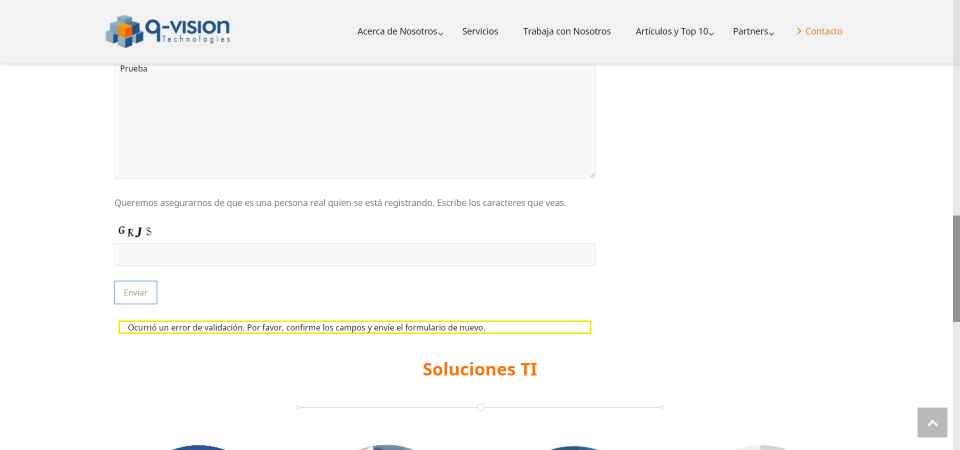 q-vision
Technologies
Acerca de Nosotros
Servicios
Trabaja con Nosotros
Artículos y Top 10
Partners
Contacto
Prueba
Queremos asegurarnos de que es una persona real quien se está registrando. Escribe los caracteres que veas.
G R J S
Enviar
Ocurrió un error de validación. Por favor, confirme los campos y envíe el formulario de nuevo.
Soluciones TI